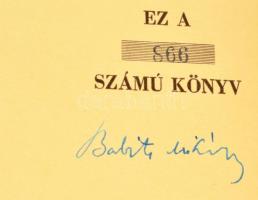 EZ A
866
SZÁMÚ KÖNYV
Babits Mihály